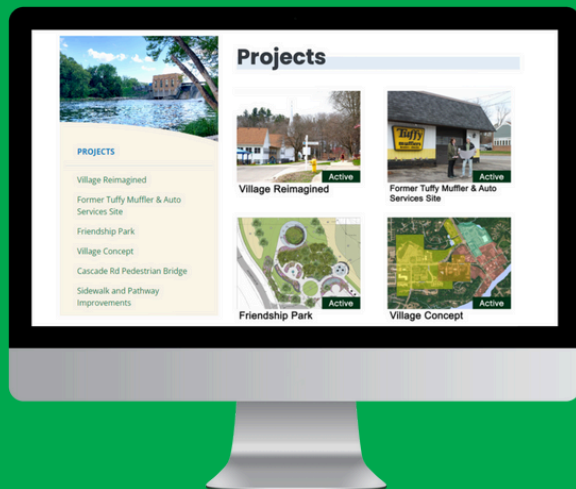 PROJECTS
Village Reimagined
Former Tuffy Muffler & Auto
Services Site
Friendship Park
Village Concept
Cascade Rd Pedestrian Bridge
Sidewalk and Pathway
Improvements
Projects
Active
Village Reimagined
Tuffy
mufflers
Active
Former Tuffy Muffler & Auto
Services Site
Active
Friendship Park
Active
Village Concept